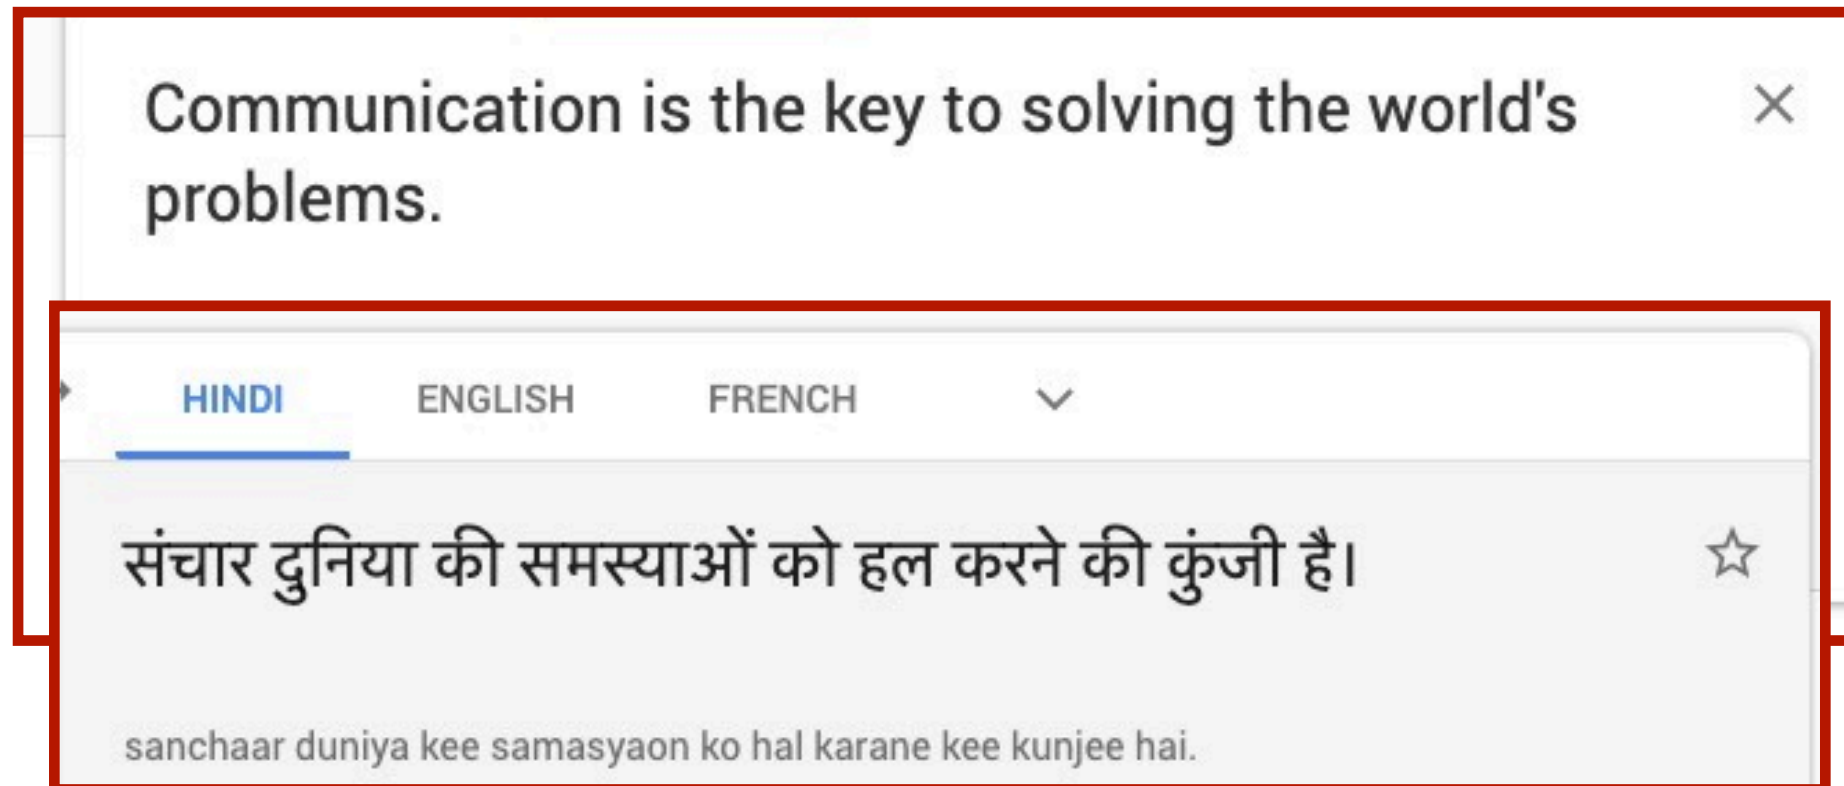 Communication is the key to solving the world's
problems.
HINDI ENGLISH FRENCH
संचार दुनिया की समस्याओं को हल करने की कुंजी है।
sanchaar duniya kee samasyaon ko hal karane kee kunjee hai.